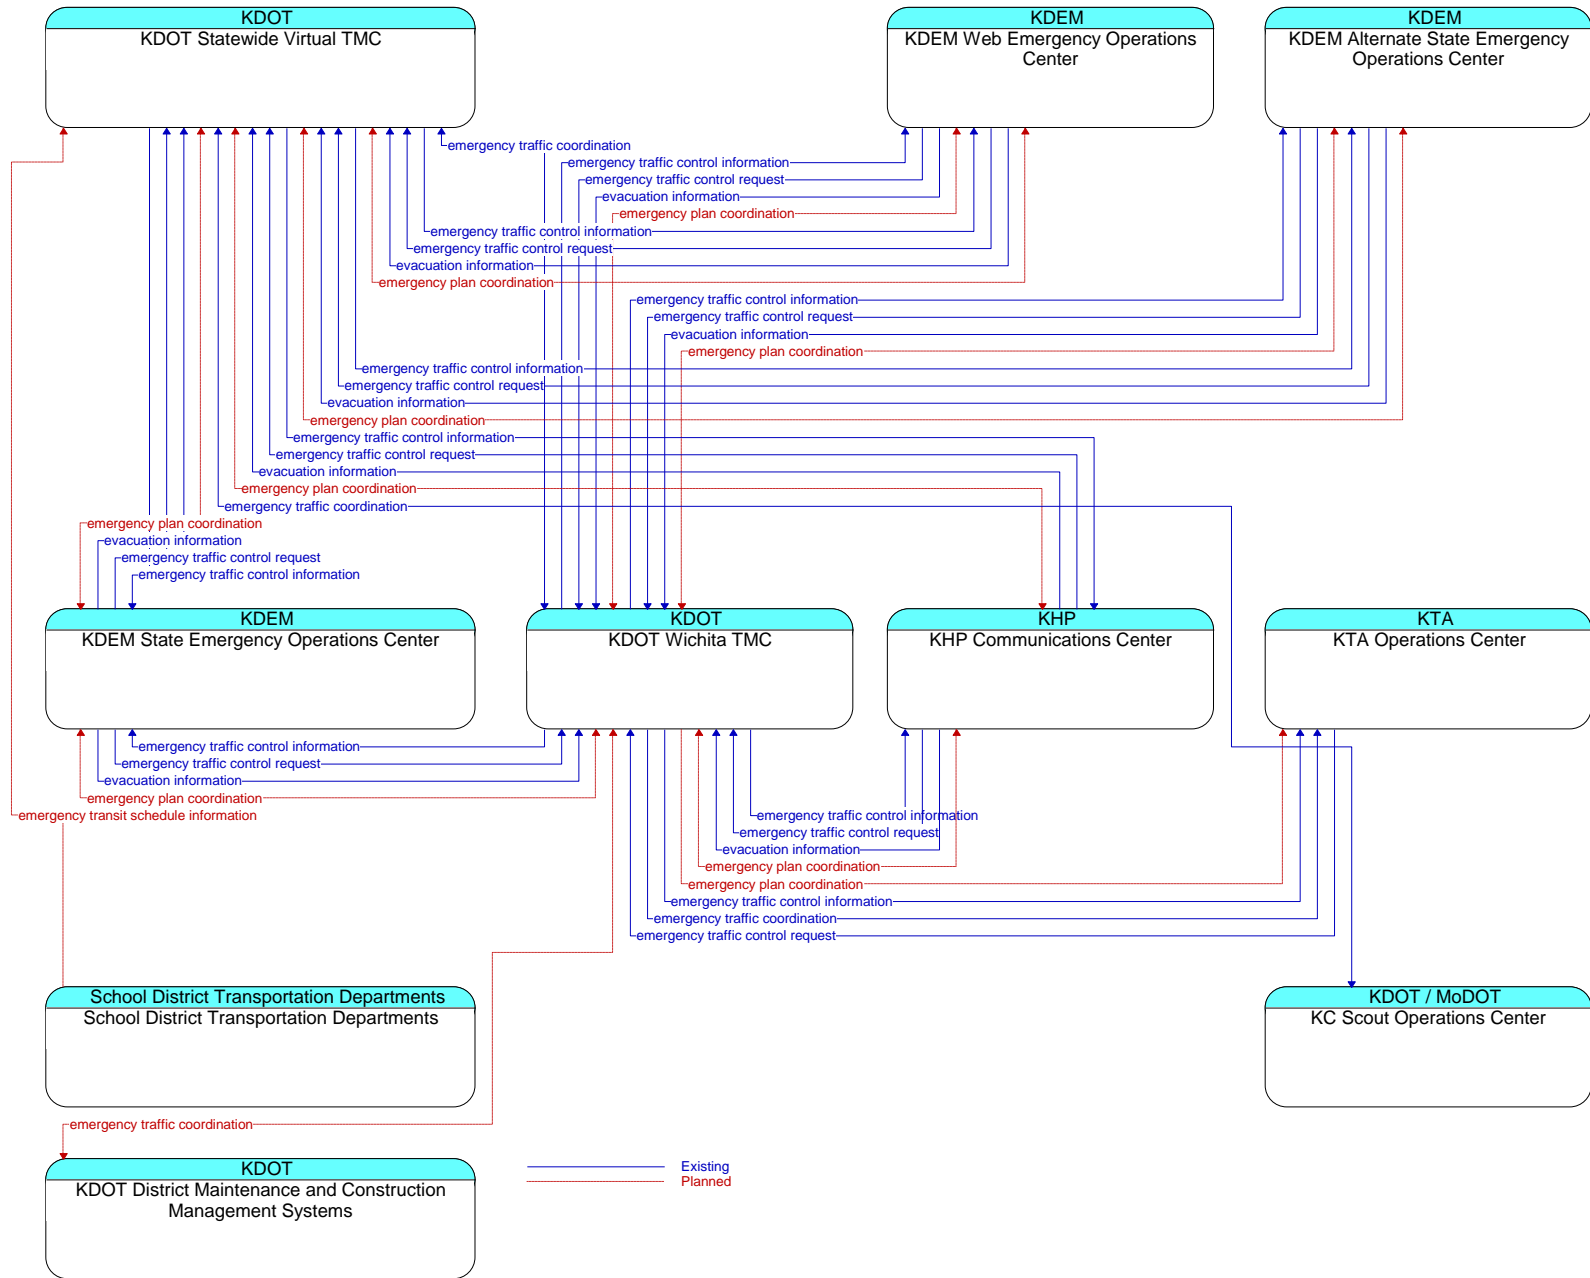 KDOT
KDOT Statewide Virtual TMC
KDEM
KDEM Web Emergency Operations
Center
KDEM
KDEM Alternate State Emergency
Operations Center
emergency traffic coordination
emergency traffic control information
emergency traffic control request
evacuation information
emergency plan coordination
emergency traffic control information
emergency traffic control request
evacuation information
emergency plan coordination
emergency traffic control information
emergency traffic control request
evacuation information
emergency plan coordination
emergency traffic control information
emergency traffic control request
evacuation information
emergency plan coordination
emergency traffic control information
emergency traffic control request
evacuation information
emergency plan coordination
emergency traffic coordination
emergency plan coordination
evacuation information
emergency traffic control request
emergency traffic control information
KDEM
KDEM State Emergency Operations Center
KDOT
KDOT Wichita TMC
KHP
KHP Communications Center
KTA
KTA Operations Center
emergency traffic control information
emergency traffic control request
evacuation information
emergency plan coordination
emergency transit schedule information
emergency traffic control information
emergency traffic control request
evacuation information
emergency plan coordination
emergency plan coordination
emergency traffic control information
emergency traffic coordination
emergency traffic control request
School District Transportation Departments
School District Transportation Departments
KDOT / MoDOT
KC Scout Operations Center
emergency traffic coordination
KDOT
KDOT District Maintenance and Construction
Management Systems
Existing
Planned